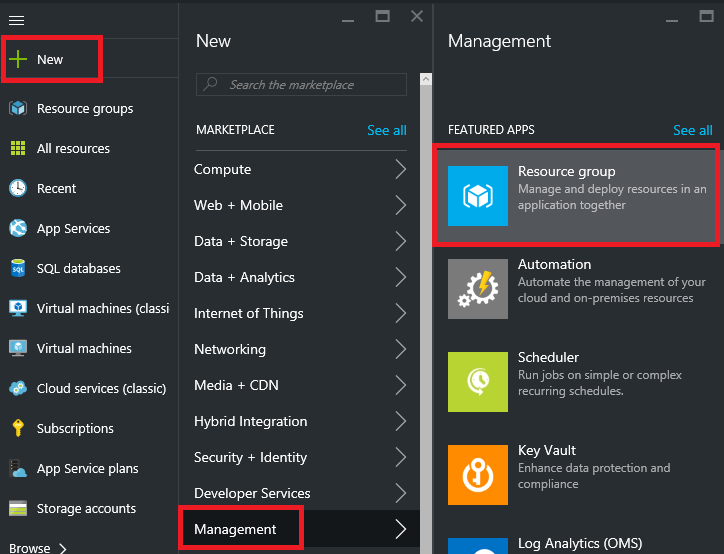 New
Resource groups
All resources
Recent
App Services
SQL
SQL databases
Virtual machines (classi
Virtual machines
Cloud services (classic)
Subscriptions
App Service plans
Storage accounts
Browse
New
Search the marketplace
MARKETPLACE See all
Compute
Web + Mobile
Data + Storage
Data + Analytics
Internet of Things
Networking
Media + CDN
Hybrid Integration
Security + Identity
Developer Services
Management
Management
FEATURED APPS See all
Resource group
Manage and deploy resources in an
application together
Automation
Automate the management of your
cloud and on-premises resources
Scheduler
Run jobs on simple or complex
recurring schedules.
Key Vault
Enhance data protection and
compliance
Log Analytics (OMS)